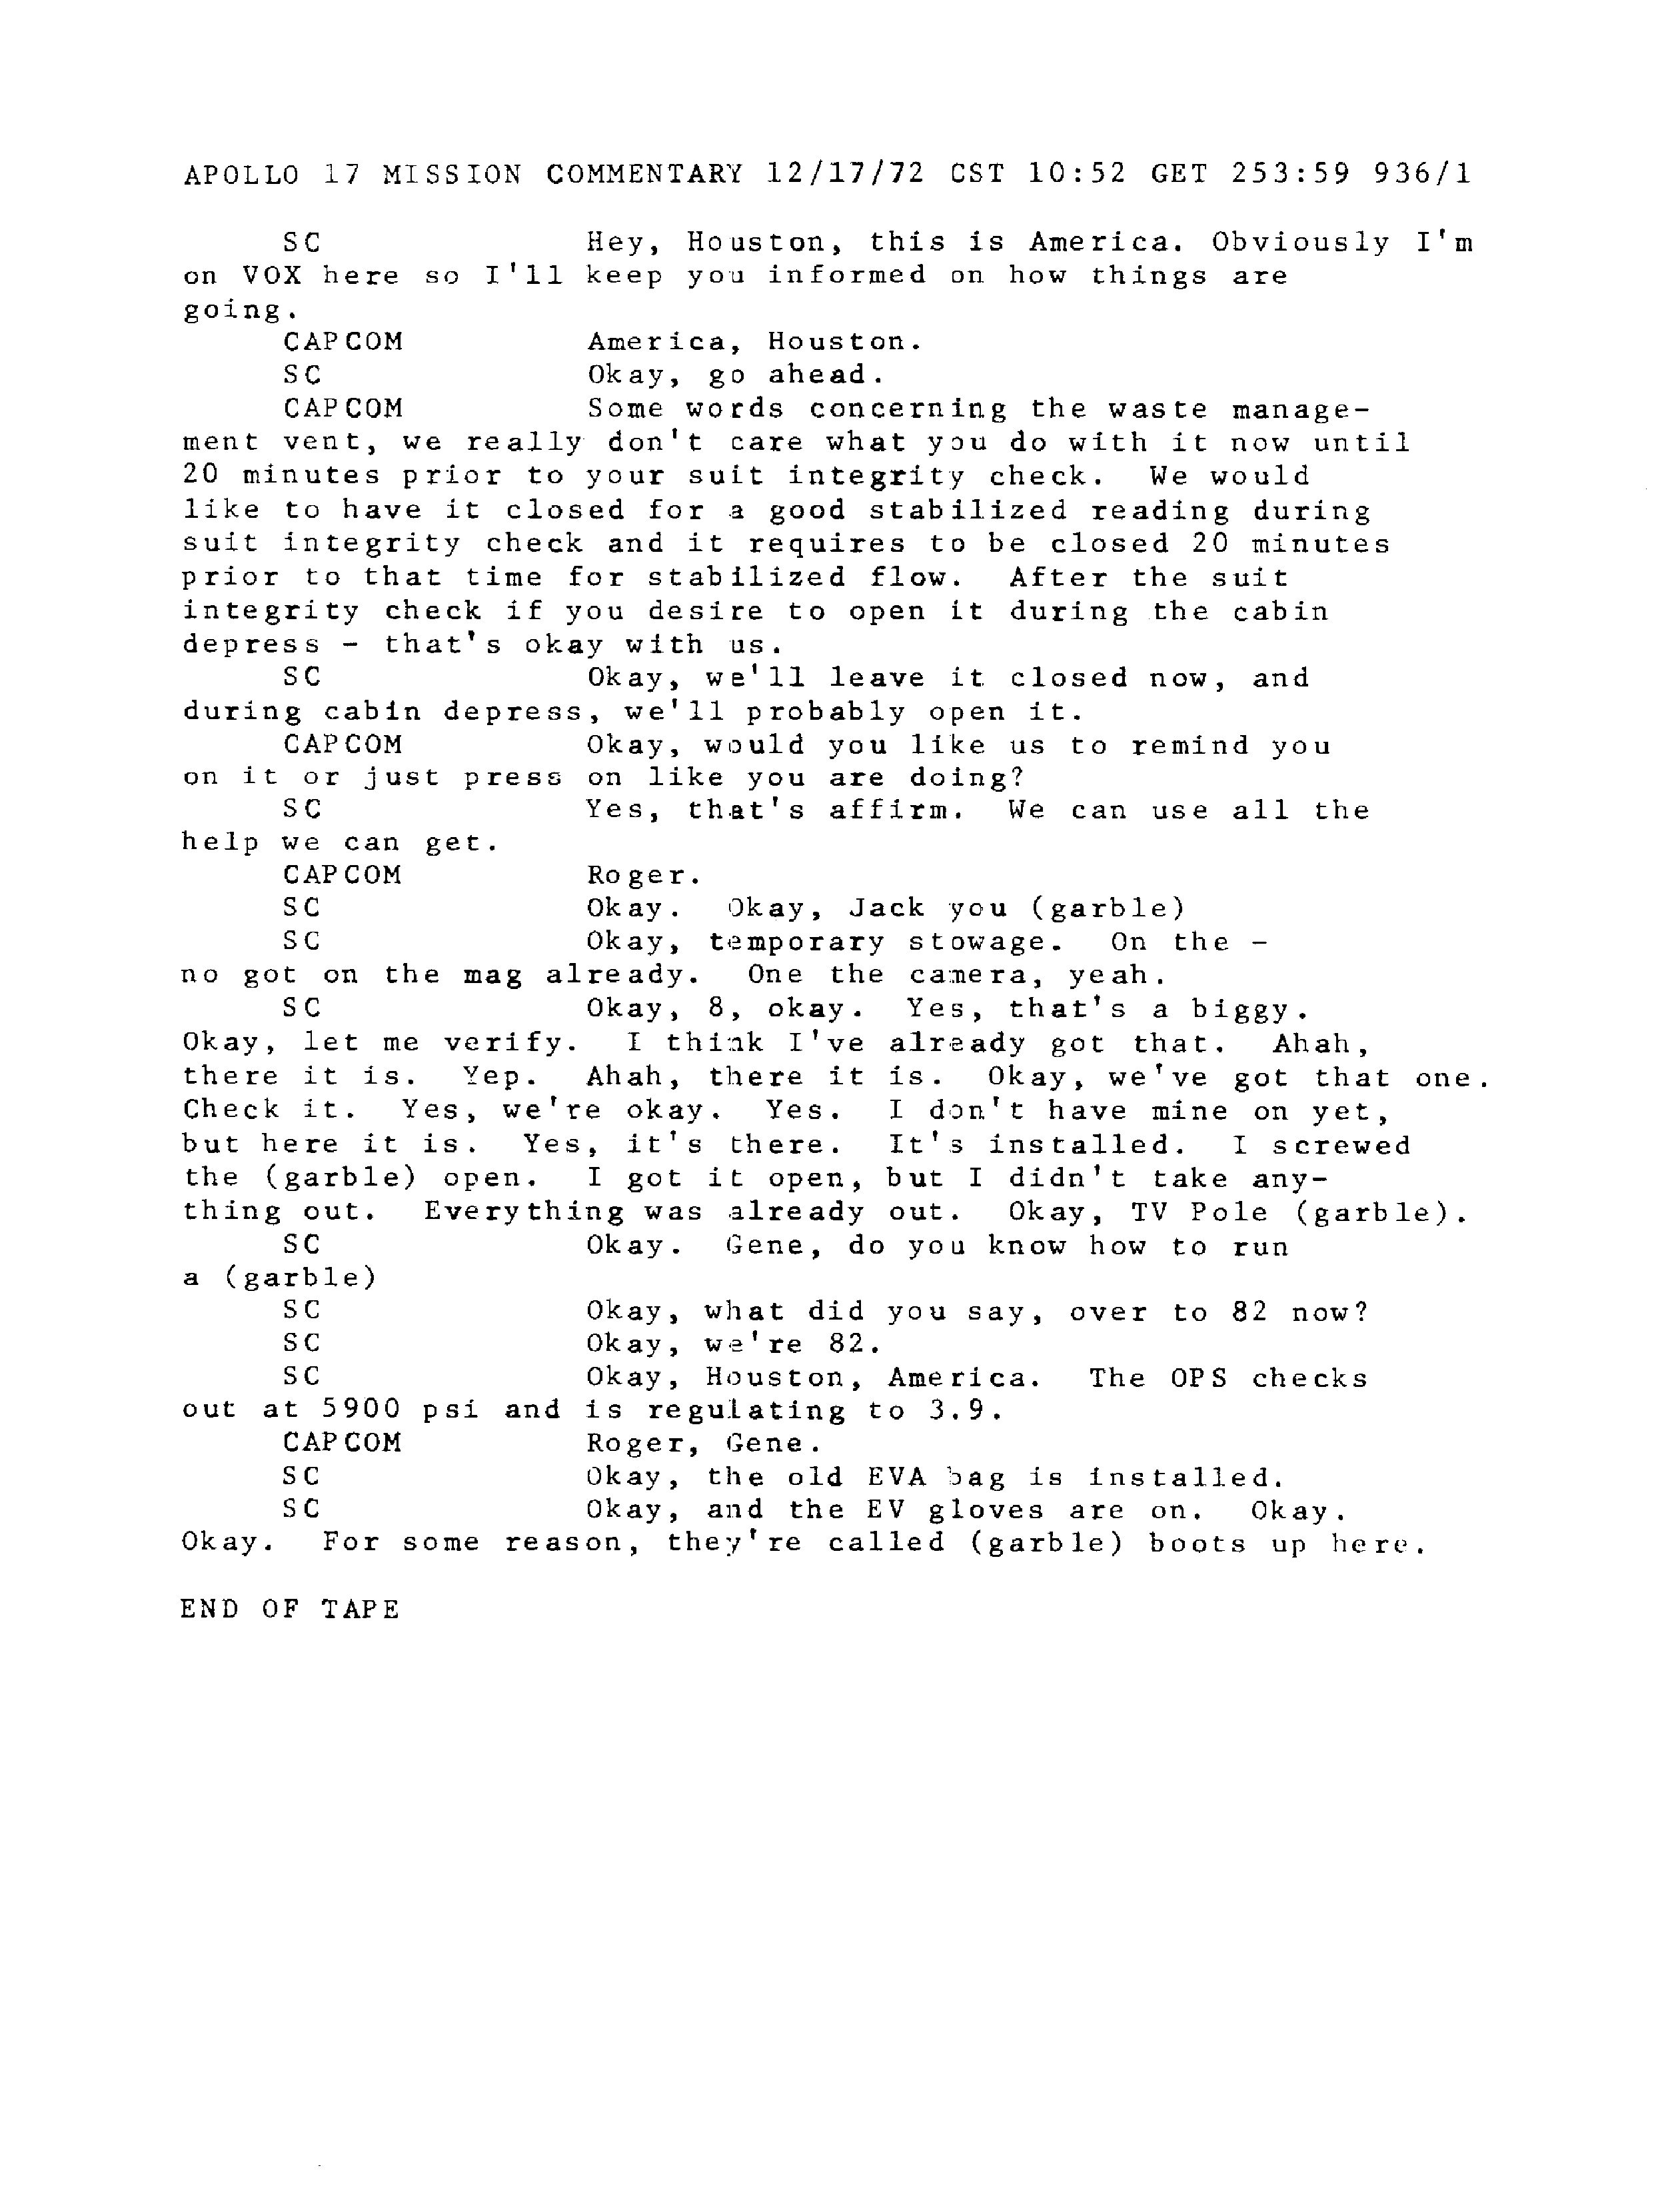 APOLLO 17 MISSION COMMENTARY 12/17/72 CST 10:52 GET 253:59 936/1
SC Hey, Houston, this is America. Obviously I'm
on VOX here so I'll keep you informed on how things are
going.
CAPCOM America, Houston.
SC Okay, go ahead.
CAPCOM Some words concerning the waste manage-
ment vent, we really don't care what you do with it now until
20 minutes prior to your suit integrity check. We would
like to have it closed for a good stabilized reading during
suit integrity check and it requires to be closed 20 minutes
prior to that time for stabilized flow. After the suit
integrity check if you desire to open it during the cabin
depress - that's okay with us.
SC Okay, we'll leave it closed now, and
during cabin depress, we'll probably open it.
CAPCOM Okay, would you like us to remind you
on it or just press on like you are doing?
SC Yes, that's affirm. We can use all the
help we can get.
CAPCOM Roger.
SC Okay. Okay, Jack you (garble)
SC Okay, temporary stowage. On the -
no got on the mag already. One the camera, yeah.
SC Okay, 8, okay. Yes, that's a biggy.
Okay, let me verify. I think I've already got that. Ahah,
there it is. Yep. Ahah, there it is. Okay, we've got that one.
Check it. Yes, we're okay. Yes. I don't have mine on yet,
but here it is. Yes, it's there. It's installed. I screwed
the (garble) open. I got it open, but I didn't take any-
thing out. Everything was already out. Okay, TV Pole (garble).
SC Okay. Gene, do you know how to run
a (garble)
SC Okay, what did you say, over to 82 now?
SC Okay, we're 82.
SC Okay, Houston, America. The OPS checks
out at 5900 psi and is regulating to 3.9.
CAPCOM Roger, Gene.
SC Okay, the old EVA bag is installed.
SC Okay, and the EV gloves are on. Okay.
Okay. For some reason, they're called (garble) boots up here.
END OF TAPE